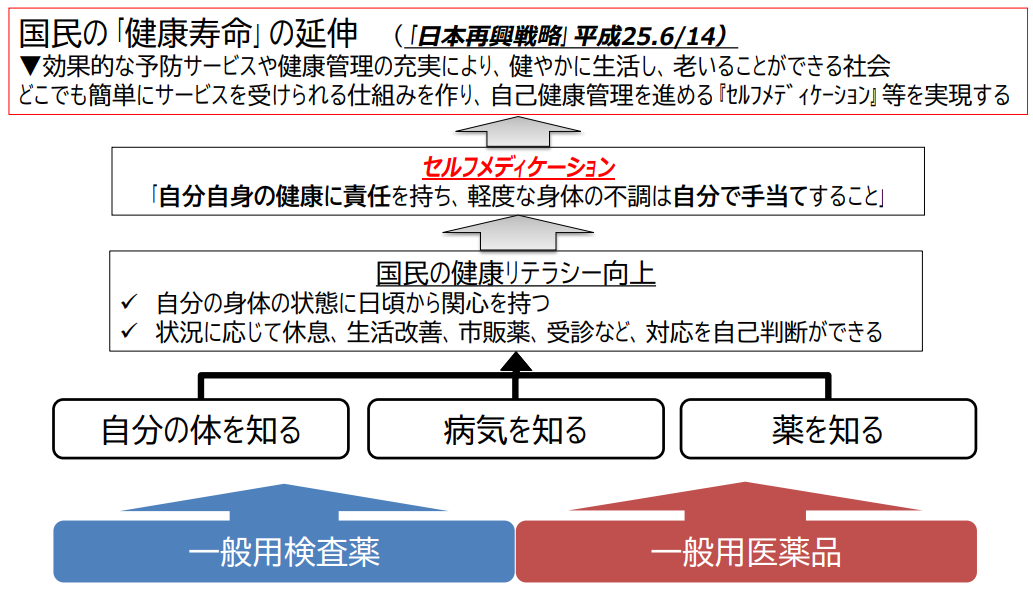 国民の「健康寿命」の延伸 （「日本再興戦略」平成25.6/14）
▼効果的な予防サービスや健康管理の充実により、健やかに生活し、老いることができる社会
どこでも簡単にサービスを受けられる仕組みを作り、自己健康管理を進める『ｾﾙﾌﾒﾃﾞｨｹｰｼｮﾝ』等を実現する
セルフメディケーション
「自分自身の健康に責任を持ち、軽度な身体の不調は自分で手当てすること」
国民の健康リテラシー向上
✓ 自分の身体の状態に日頃から関心を持つ
✓ 状況に応じて休息、生活改善、市販薬、受診など、対応を自己判断ができる
自分の体を知る
病気を知る
薬を知る
一般用検査薬
一般用医薬品